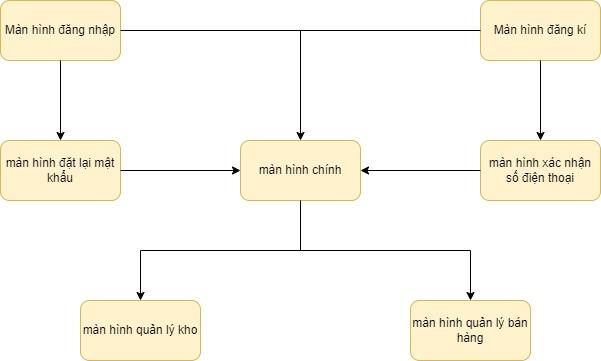 Màn hình đăng nhập
Màn hình đăng kí
màn hình đặt lại mật
khẩu
màn hình chính
màn hình xác nhận
số điện thoại
màn hình quản lý kho
màn hình quản lý bán
hàng